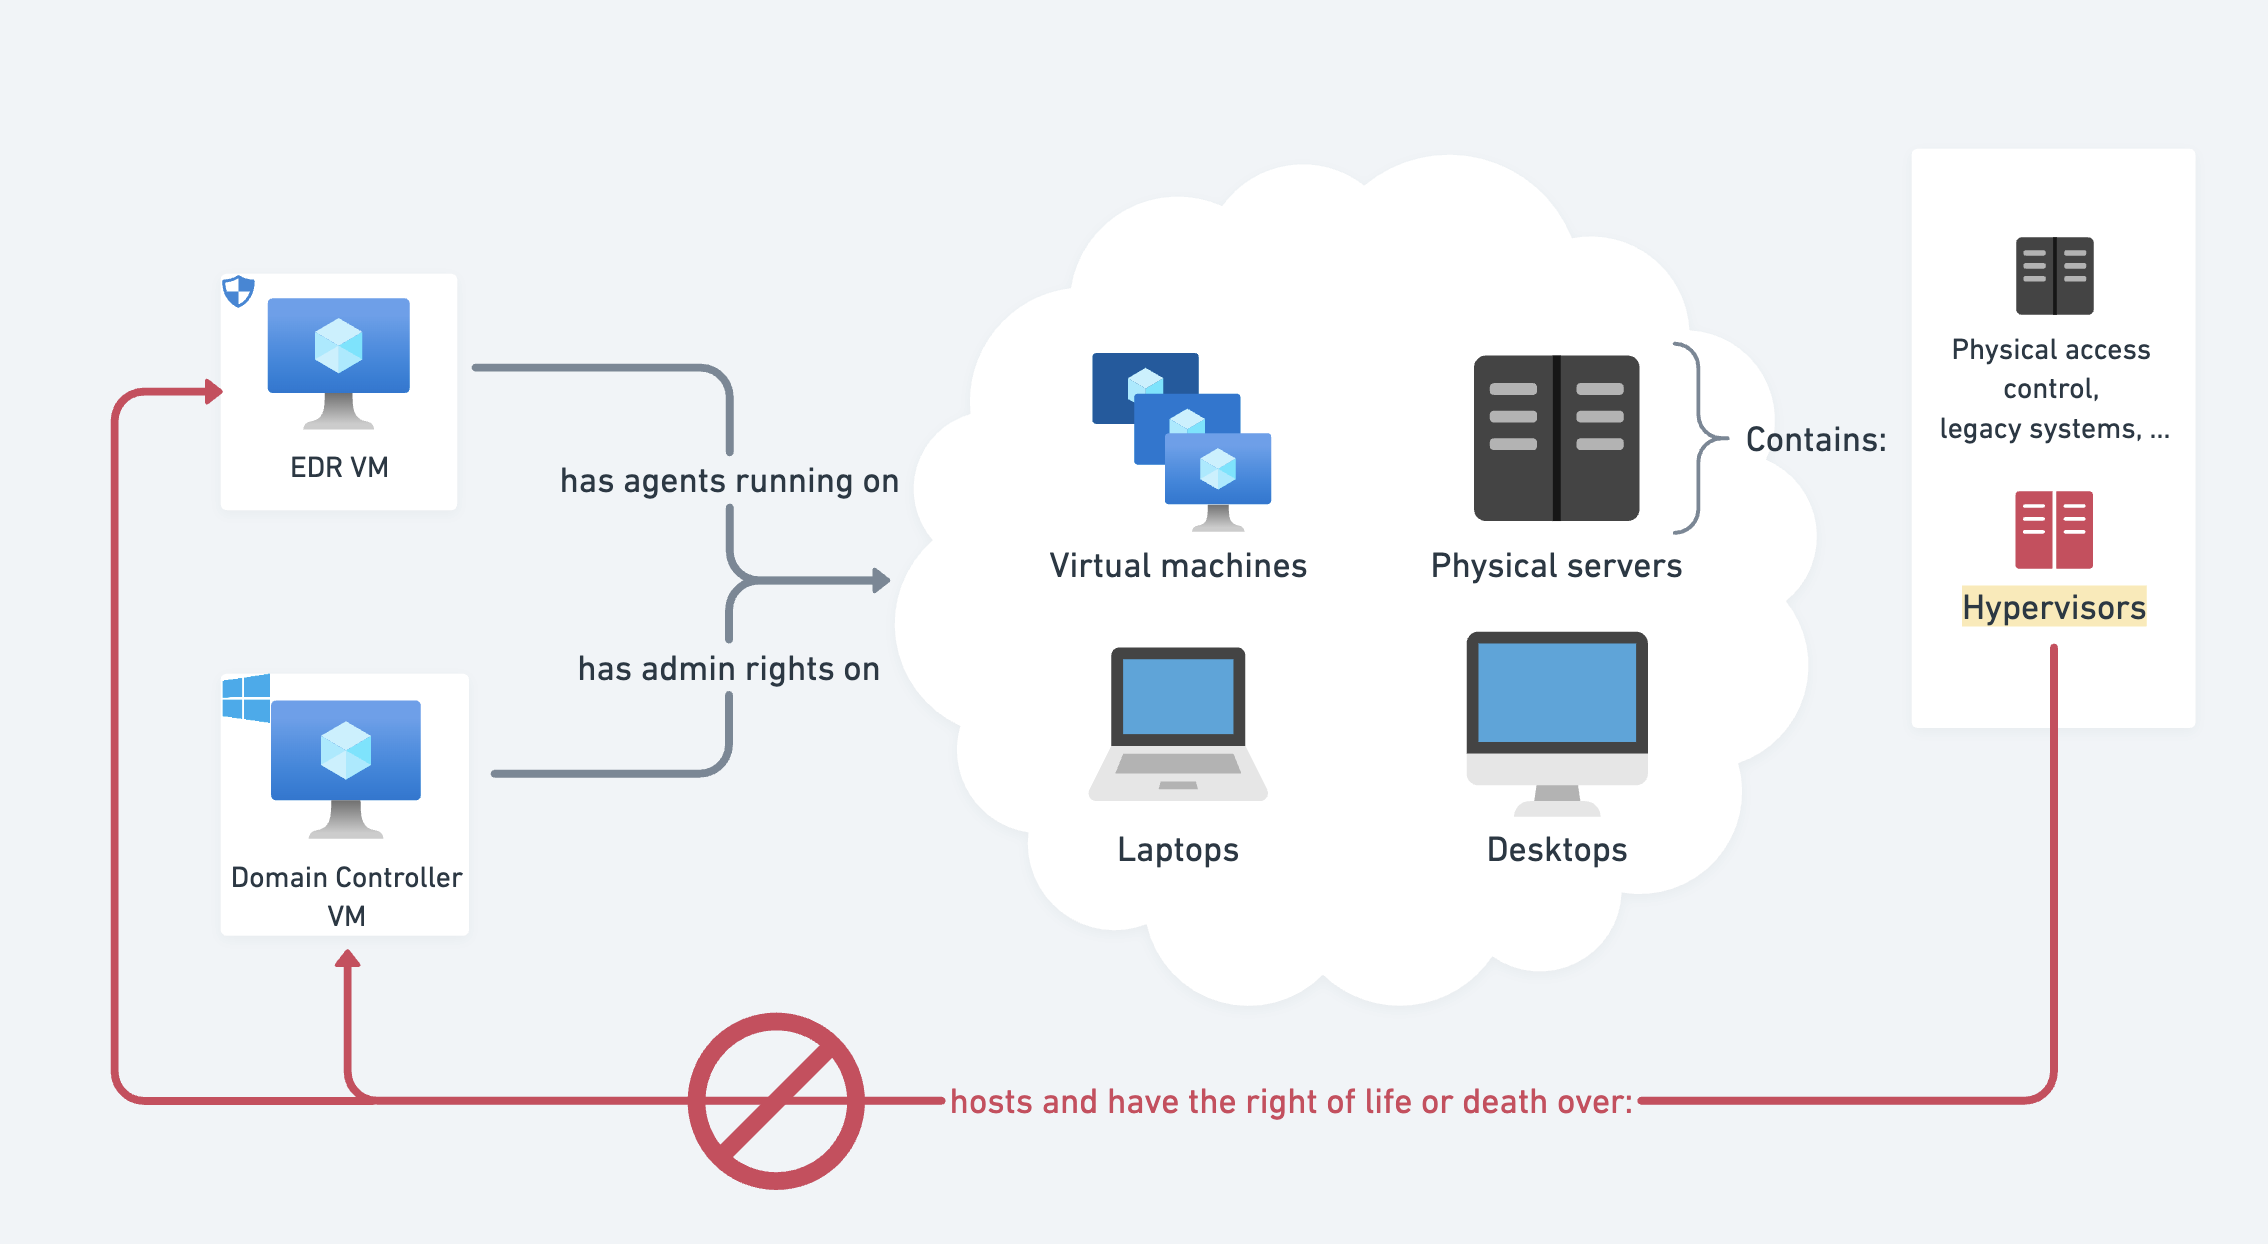 EDR VM
Domain Controller
VM
has agents running on
has admin rights on
Virtual machines
Physical servers
Laptops
Desktops
Contains:
Physical access
control,
legacy systems, ...
Hypervisors
hosts and have the right of life or death over: